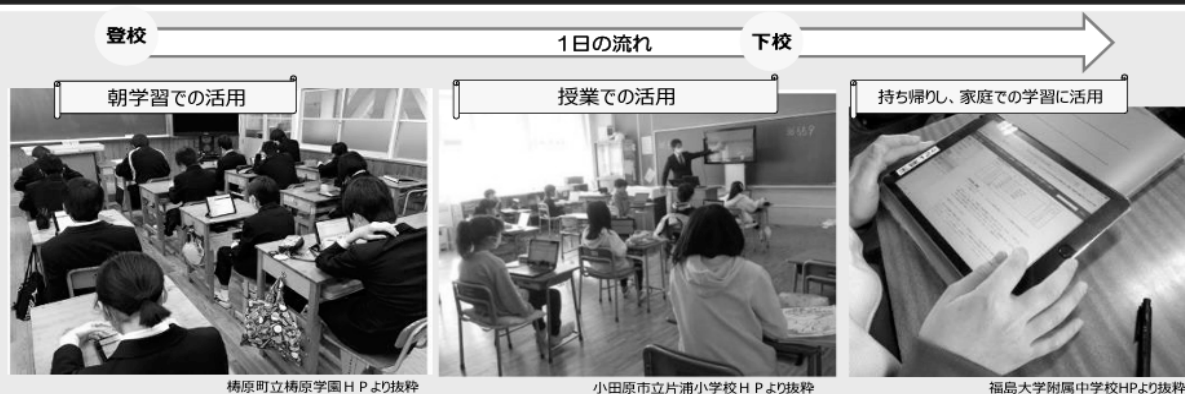 登校
1日の流れ
下校
朝学習での活用
授業での活用
持ち帰りし、家庭での学習に活用
梼原町立梼原学園ＨＰより抜粋
小田原市立片浦小学校ＨＰより抜粋
福島大学附属中学校HPより抜粋